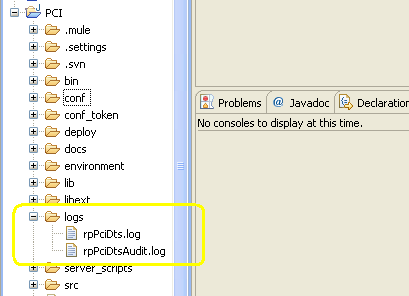 PCI
.mule
.settings
.svn
bin
conf
conf_token
deploy
docs
environment
lib
libext
logs
rpPciDts.log
rpPciDtsAudit.log
server_scripts
src
Problems @ Javadoc Declaration
No consoles to display at this time.